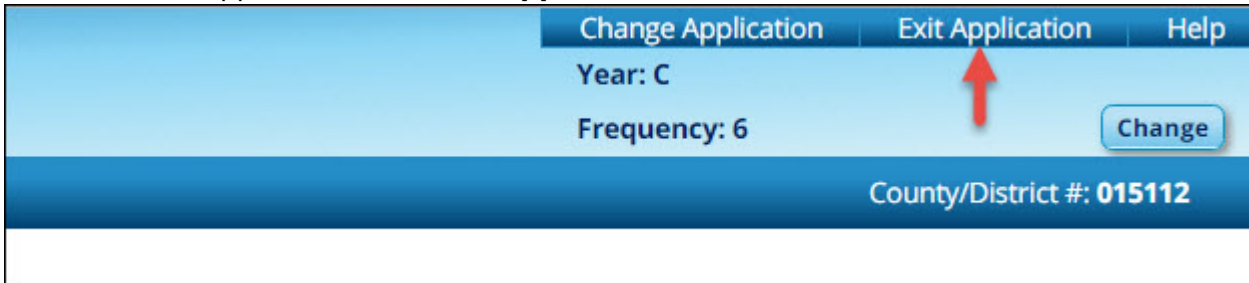 Change Application Exit Application Help
Year: C
Frequency: 6
Change
County/District #: 015112